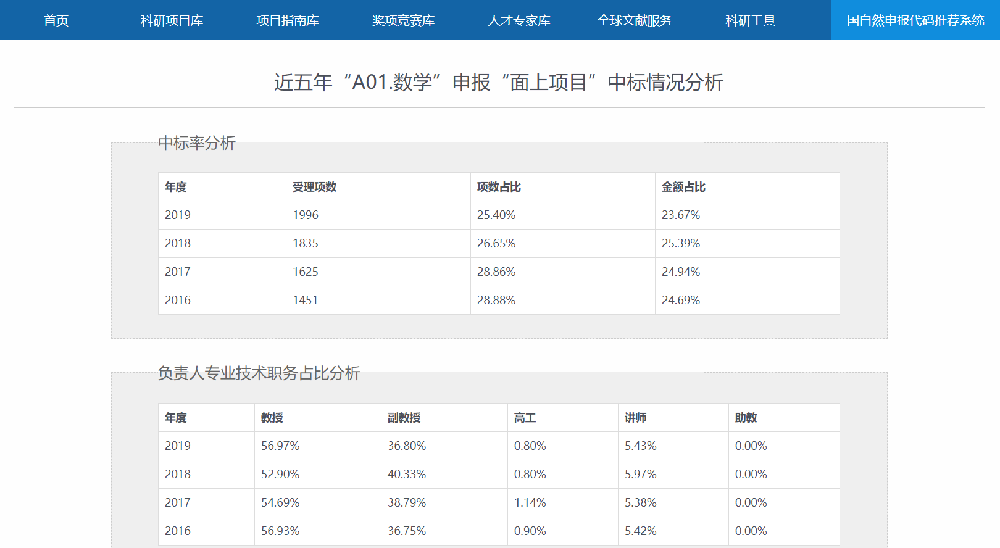 首页 科研项目库 项目指南库 奖项竞赛库 人才专家库 全球文献服务 科研工具 国自然申报代码推荐系统
近五年“A01.数学”申报“面上项目”中标情况分析
中标率分析
年度 受理项数 项数占比 金额占比
2019 1996 25.40% 23.67%
2018 1835 26.65% 25.39%
2017 1625 28.86% 24.94%
2016 1451 28.88% 24.69%
负责人专业技术职务占比分析
年度 教授 副教授 高工 讲师 助教
2019 56.97% 36.80% 0.80% 5.43% 0.00%
2018 52.90% 40.33% 0.80% 5.97% 0.00%
2017 54.69% 38.79% 1.14% 5.38% 0.00%
2016 56.93% 36.75% 0.90% 5.42% 0.00%